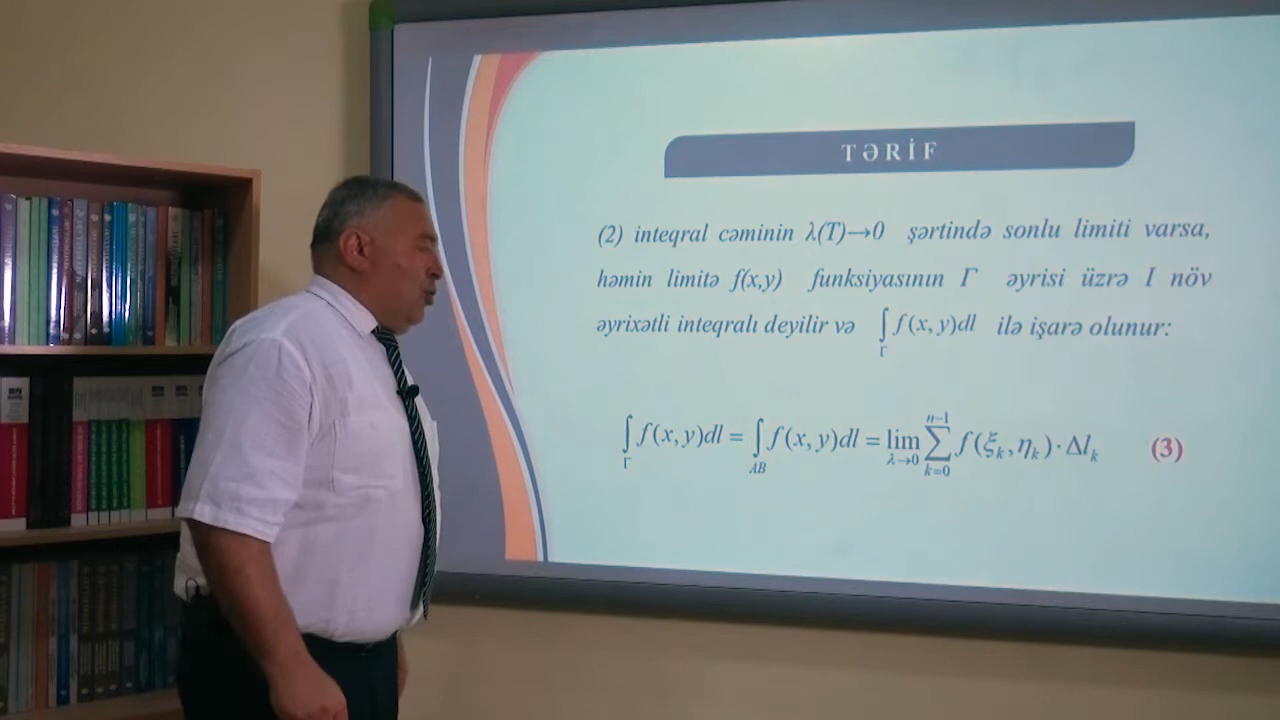 TƏRİF
(2) inteqral cəminin λ(T)→0 şərtində sonlu limiti varsa,
həmin limitə f(x,y) funksiyasının Γ əyrisi üzrə I növ
əyrixətli inteqralı deyilir və ∫_Γ f(x, y)dl ilə işarə olunur:
∫_Γ f(x, y)dl = ∫_AB f(x, y)dl = lim_{λ→0} ∑_{k=0}^{n−1} f(ξ_k, η_k)·Δl_k (3)